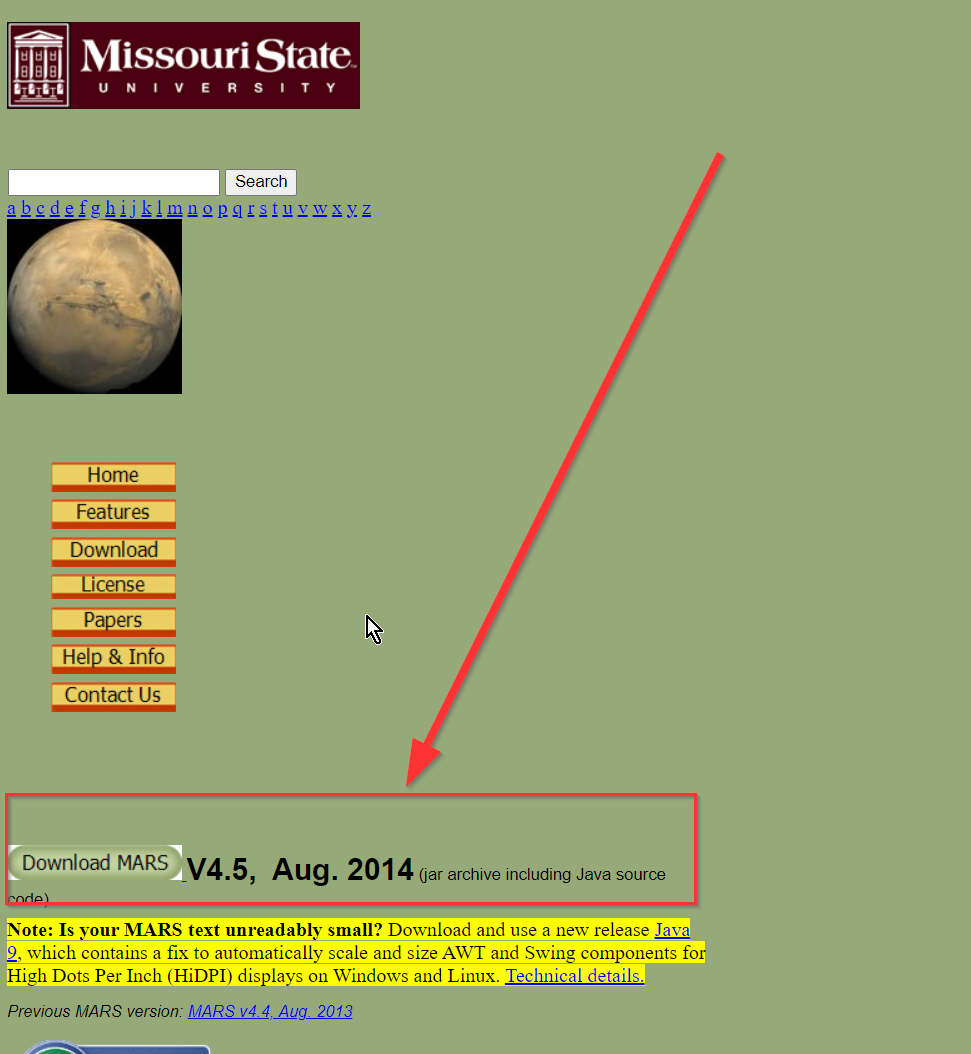 Missouri State
UNIVERSITY
Search
a b c d e f g h i j k l m n o p q r s t u v w x y z
Home
Features
Download
License
Papers
Help & Info
Contact Us
Download MARS V4.5, Aug. 2014 (jar archive including Java source
code)
Note: Is your MARS text unreadably small? Download and use a new release Java
9, which contains a fix to automatically scale and size AWT and Swing components for
High Dots Per Inch (HiDPI) displays on Windows and Linux. Technical details.
Previous MARS version: MARS v4.4, Aug. 2013